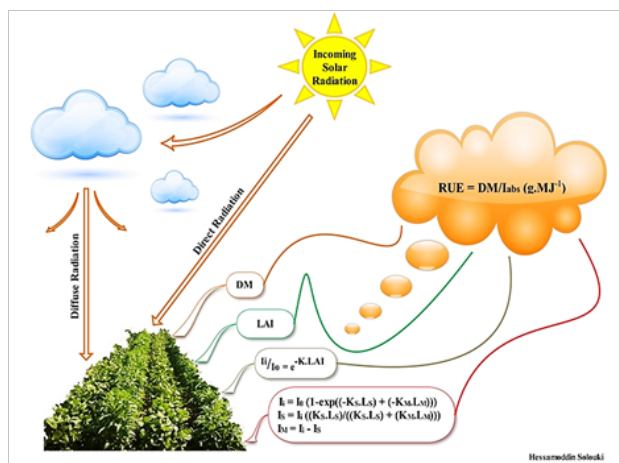 Incoming
Solar
Radiation
RUE = DM/Iabs (g.MJ⁻¹)
Direct Radiation
Diffuse Radiation
DM
LAI
Ii/I0 = e^-K.LAI
Ii = I0 (1-exp((-KS.LS) + (-KM.LM)))
IS = Ii ((KS.LS)/((KS.LS) + (KM.LM)))
IM = Ii - IS
Hessamoddin Solouki